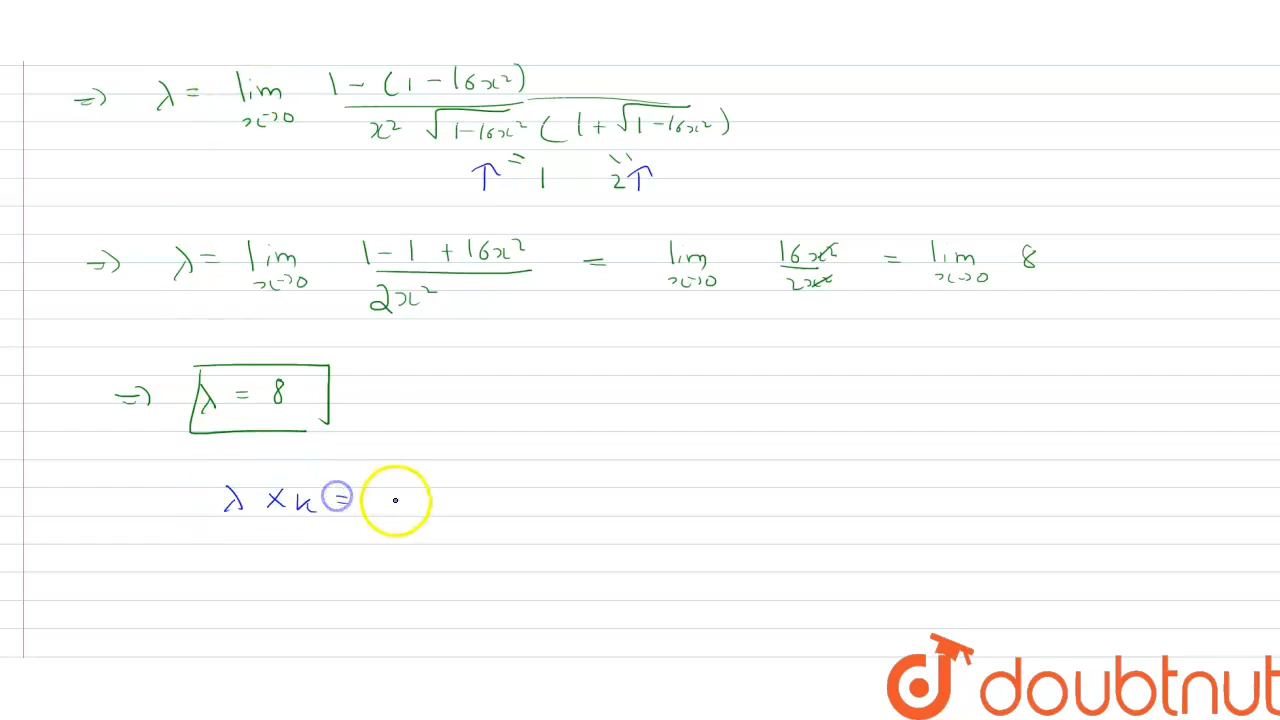 ⇒ λ = lim x→0 1 - (1 - 16x²) / x² √(1-16x²) (1 + √(1-16x²))
↑ = 1 " 2 ↑
⇒ λ = lim x→0 1 - 1 + 16x² / 2x² = lim x→0 16x² / 2x² = lim x→0 8
⇒ λ = 8
λ × k =
doubtnut